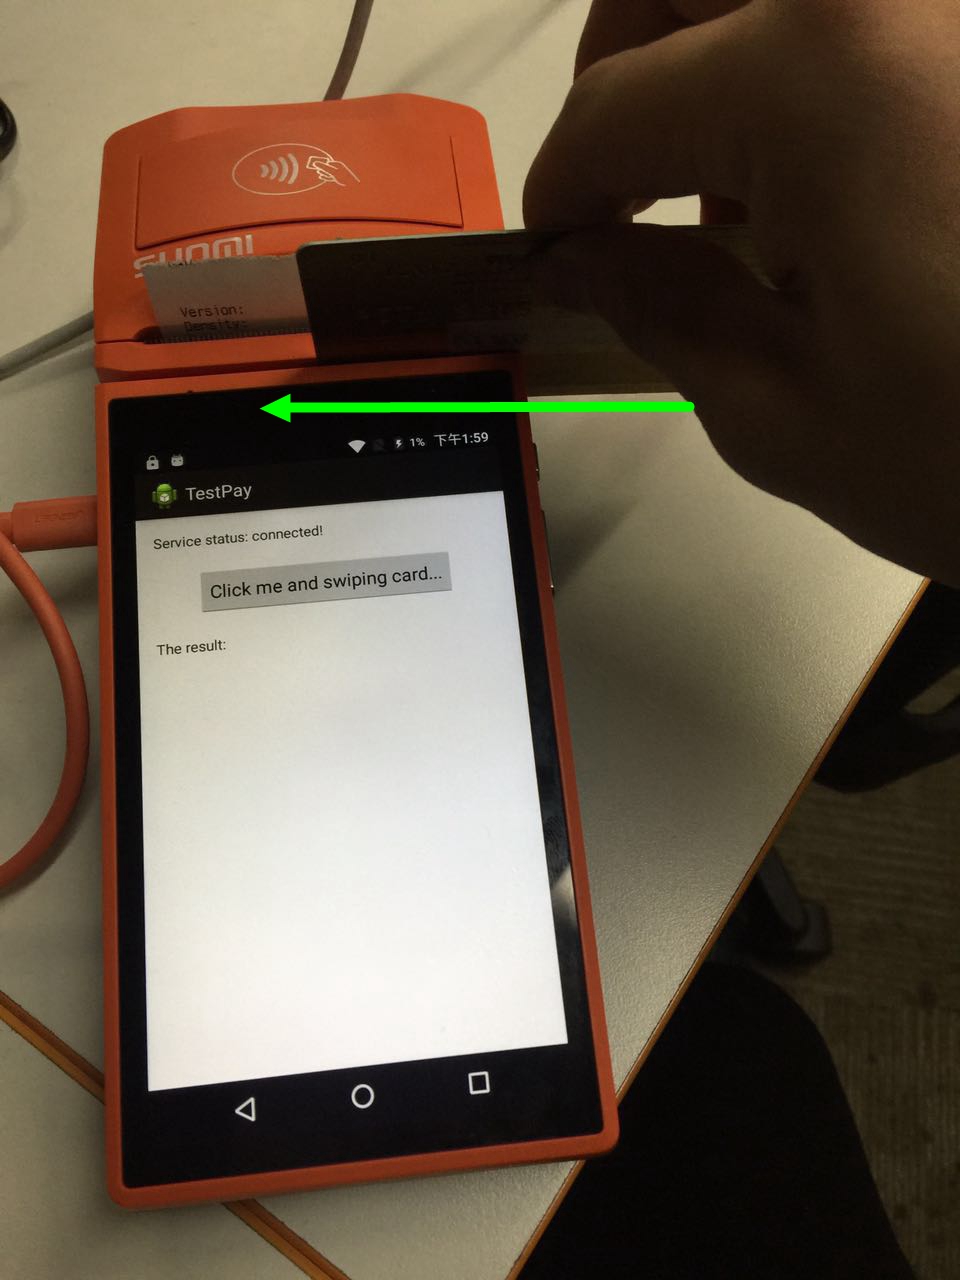 SUNMI
Version:
Density:
1% 下午1:59
TestPay
Service status: connected!
Click me and swiping card...
The result: